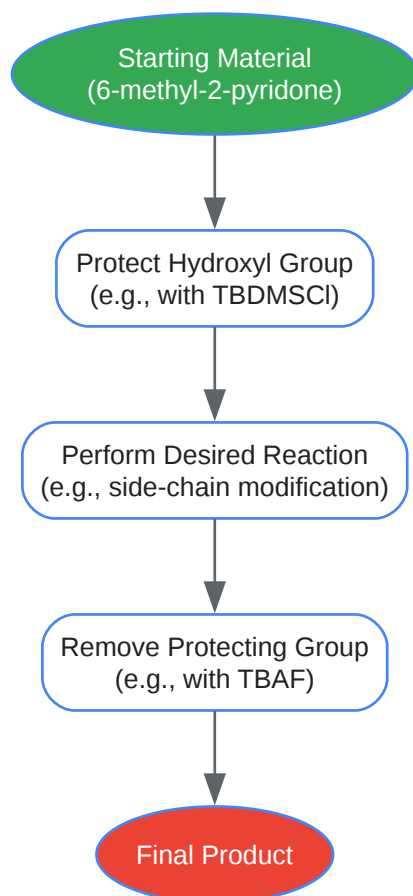 Starting Material
(6-methyl-2-pyridone)
Protect Hydroxyl Group
(e.g., with TBDMSCl)
Perform Desired Reaction
(e.g., side-chain modification)
Remove Protecting Group
(e.g., with TBAF)
Final Product